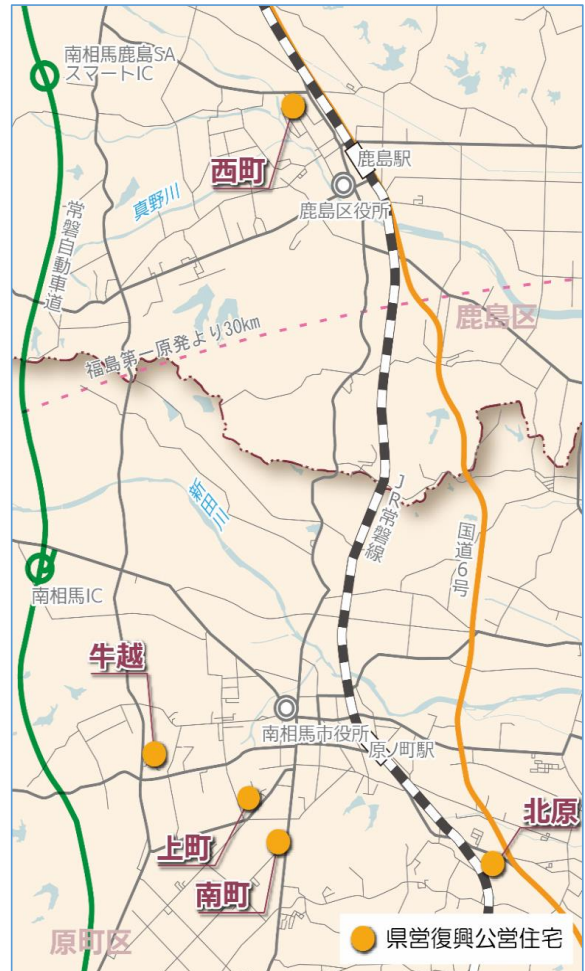 南相馬鹿島SA
スマートIC
西町
鹿島駅
真野川
鹿島区役所
常磐自動車道
鹿島区
福島第一原発より30km
新田川
JR常磐線
国道6号
南相馬IC
牛越
南相馬市役所
原ノ町駅
北原
上町
南町
原町区
県営復興公営住宅